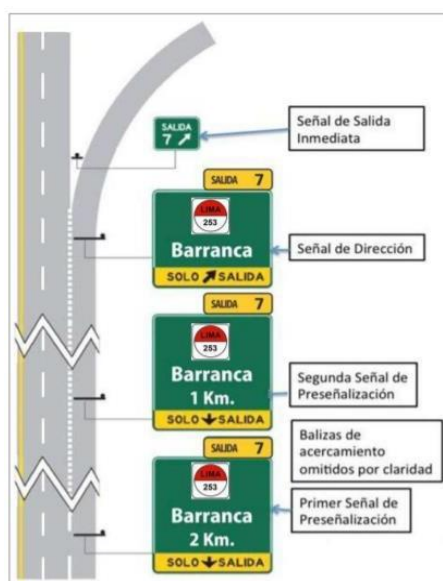 SALIDA
7
Señal de Salida
Inmediata
SALIDA 7
LIMA
253
Barranca
SOLO SALIDA
Señal de Dirección
SALIDA 7
LIMA
253
Barranca
1 Km.
SOLO SALIDA
Segunda Señal de
Preseñalización
Balizas de
acercamiento
omitidos por claridad
SALIDA 7
LIMA
253
Barranca
2 Km.
SOLO SALIDA
Primer Señal de
Preseñalización